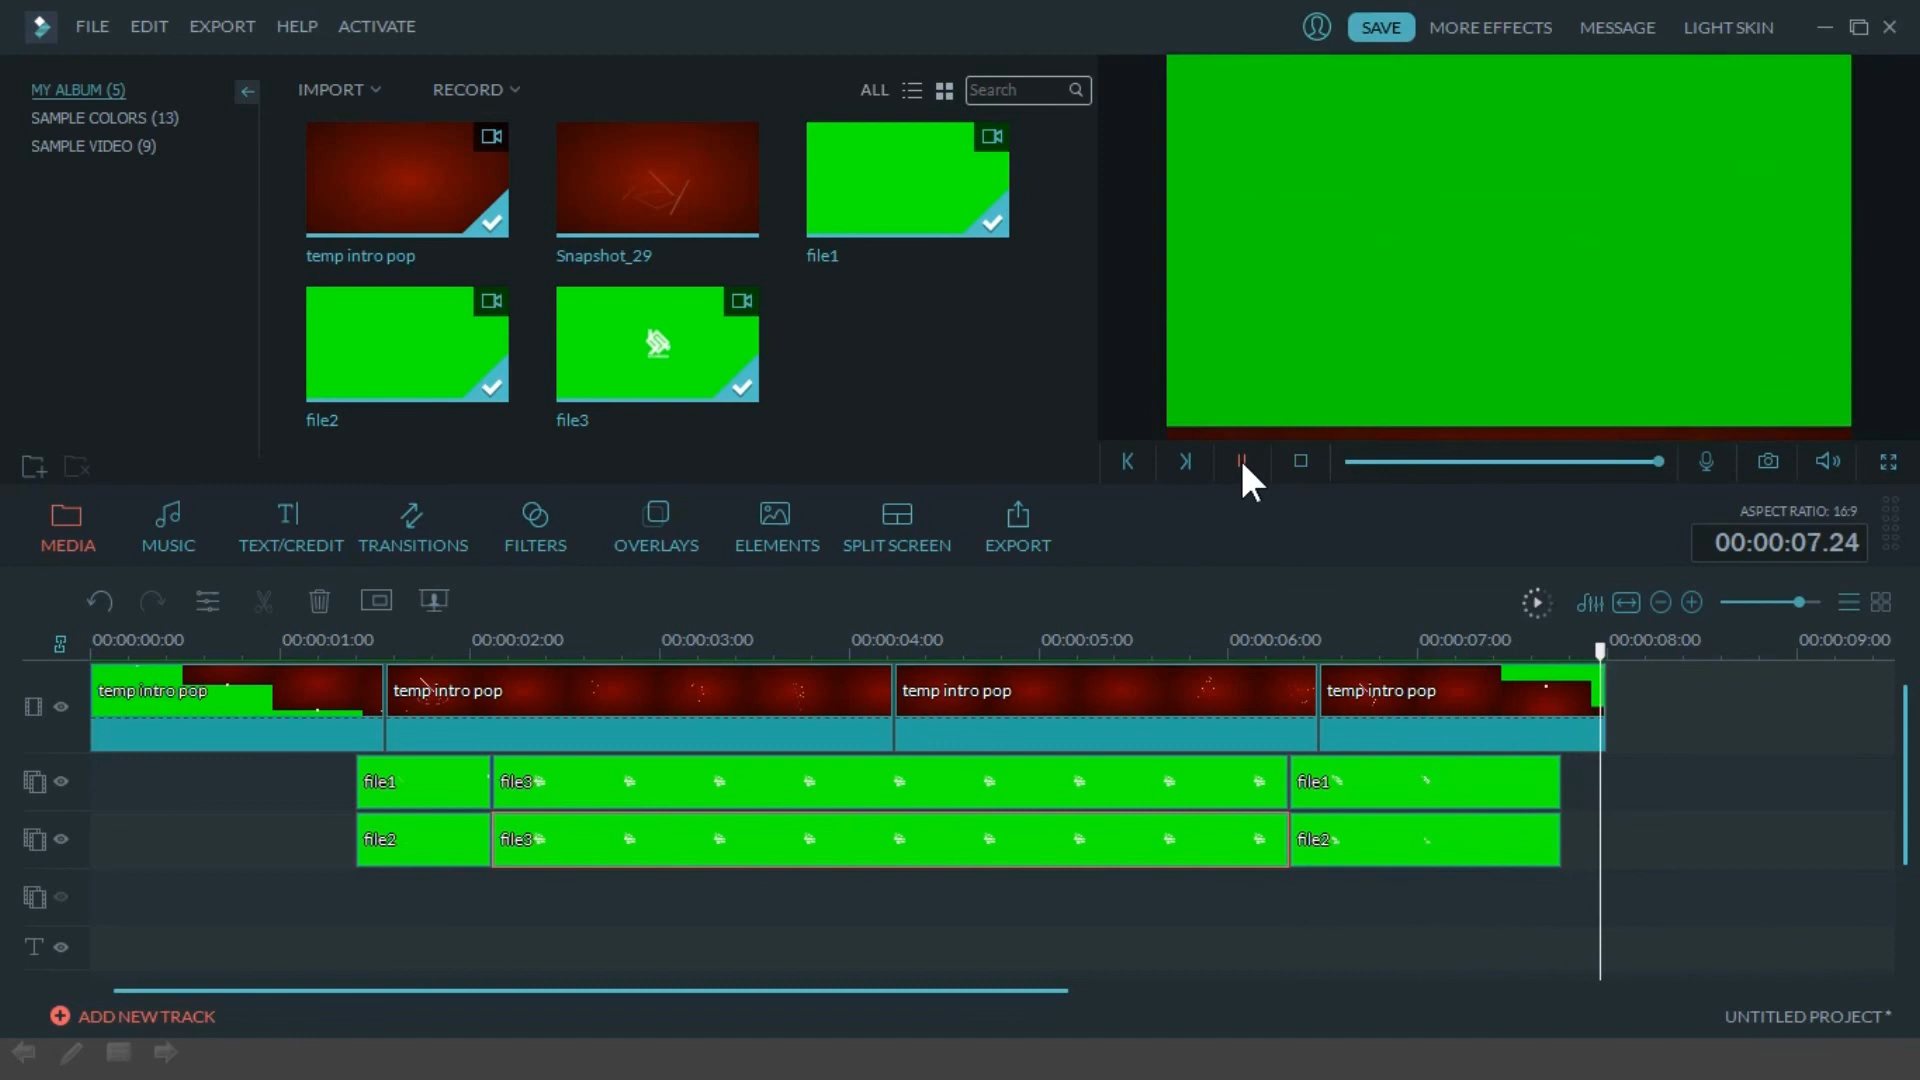 FILE EDIT EXPORT HELP ACTIVATE SAVE MORE EFFECTS MESSAGE LIGHT SKIN
MY ALBUM (5)
SAMPLE COLORS (13)
SAMPLE VIDEO (9)
IMPORT RECORD ALL Search
temp intro pop Snapshot_29 file1
file2 file3
MEDIA MUSIC TEXT/CREDIT TRANSITIONS FILTERS OVERLAYS ELEMENTS SPLIT SCREEN EXPORT
ASPECT RATIO: 16:9
00:00:07.24
00:00:00:00 00:00:01:00 00:00:02:00 00:00:03:00 00:00:04:00 00:00:05:00 00:00:06:00 00:00:07:00 00:00:08:00 00:00:09:00
temp intro pop temp intro pop temp intro pop temp intro pop
file1 file3 file1
file2 file3 file2
ADD NEW TRACK UNTITLED PROJECT*